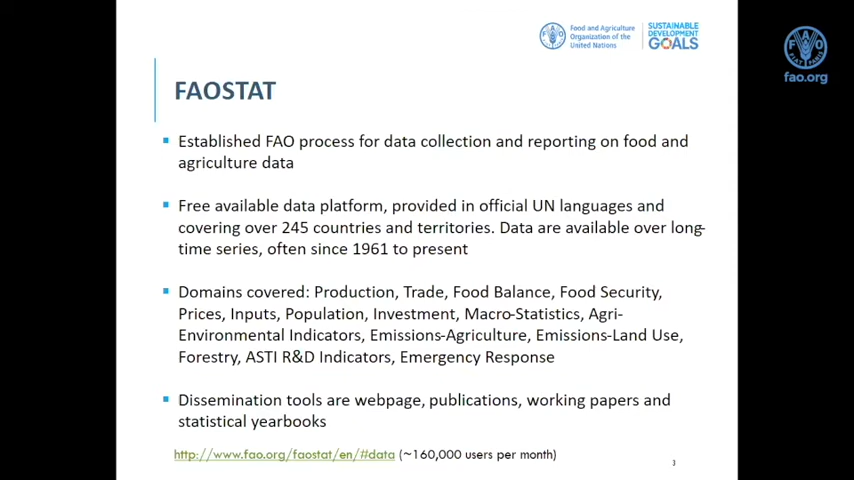 Food and Agriculture
Organization of the
United Nations
SUSTAINABLE
DEVELOPMENT
GOALS
FAO
fao.org
FAOSTAT
Established FAO process for data collection and reporting on food and
agriculture data
Free available data platform, provided in official UN languages and
covering over 245 countries and territories. Data are available over long-
time series, often since 1961 to present
Domains covered: Production, Trade, Food Balance, Food Security,
Prices, Inputs, Population, Investment, Macro-Statistics, Agri-
Environmental Indicators, Emissions-Agriculture, Emissions-Land Use,
Forestry, ASTI R&D Indicators, Emergency Response
Dissemination tools are webpage, publications, working papers and
statistical yearbooks
http://www.fao.org/faostat/en/#data (~160,000 users per month)
3